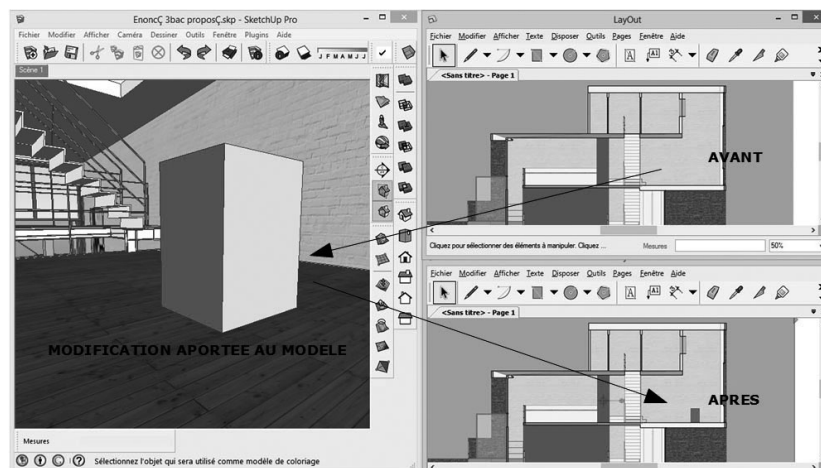 EnoncÇ 3bac proposÇ.skp - SketchUp Pro
Fichier Modifier Afficher Caméra Dessiner Outils Fenêtre Plugins Aide
J F M A M J J
Scène 1
MODIFICATION APORTEE AU MODELE
Mesures
Sélectionnez l'objet qui sera utilisé comme modèle de coloriage
LayOut
Fichier Modifier Afficher Texte Disposer Outils Pages Fenêtre Aide
<Sans titre> - Page 1
AVANT
Cliquez pour sélectionner des éléments à manipuler. Cliquez ...
Mesures
50%
Fichier Modifier Afficher Texte Disposer Outils Pages Fenêtre Aide
<Sans titre> - Page 1
APRES